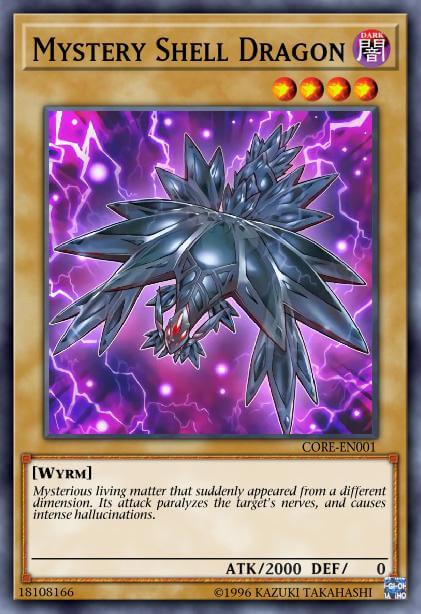 Mystery Shell Dragon
DARK
闇
CORE-EN001
[Wyrm]
Mysterious living matter that suddenly appeared from a different
dimension. Its attack paralyzes the target's nerves, and causes
intense hallucinations.
ATK/2000 DEF/ 0
18108166 ©1996 KAZUKI TAKAHASHI